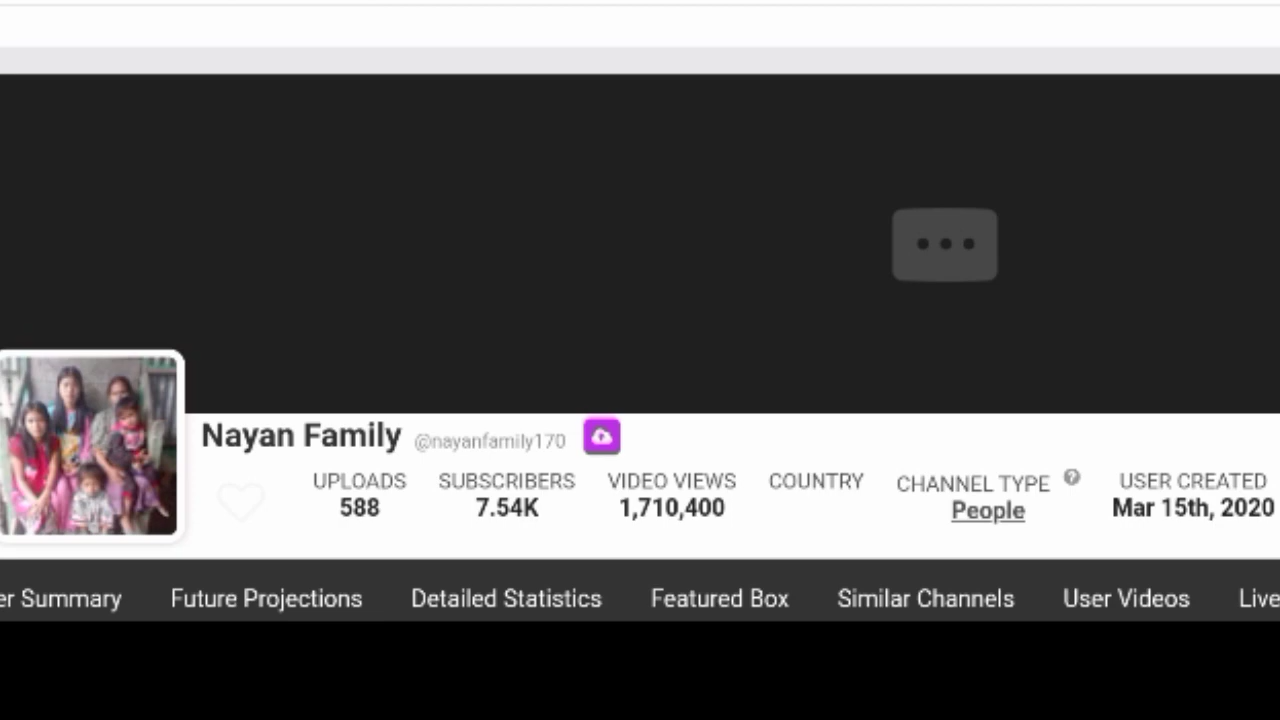 Nayan Family @nayanfamily170
UPLOADS SUBSCRIBERS VIDEO VIEWS COUNTRY CHANNEL TYPE USER CREATED
588 7.54K 1,710,400 People Mar 15th, 2020
er Summary Future Projections Detailed Statistics Featured Box Similar Channels User Videos Live